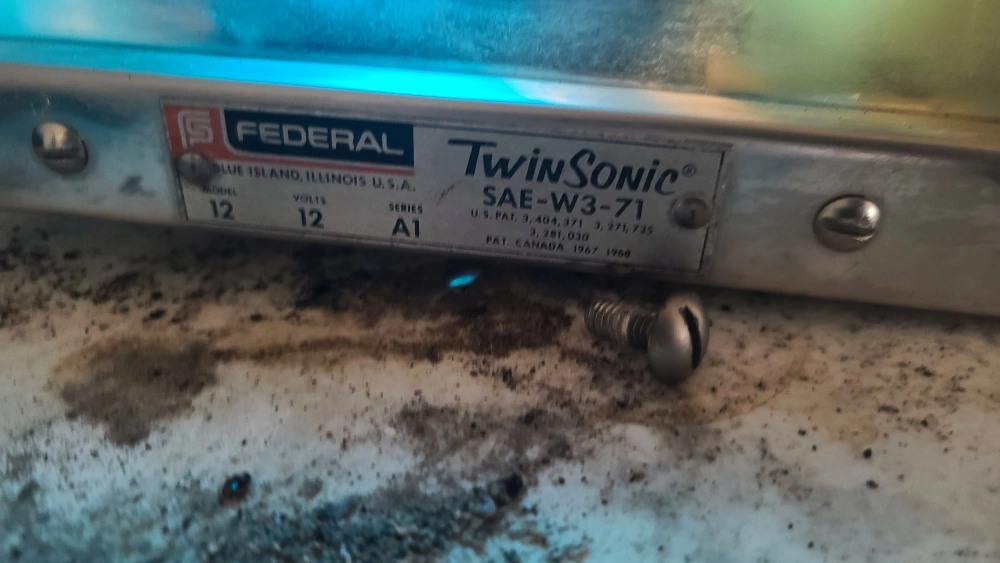 FS FEDERAL
BLUE ISLAND, ILLINOIS U.S.A.
MODEL VOLTS SERIES
12 12 A1
TWINSONIC®
SAE-W3-71
U.S. PAT. 3,404,371 3,271,735
3,281,030
PAT. CANADA 1967 1968